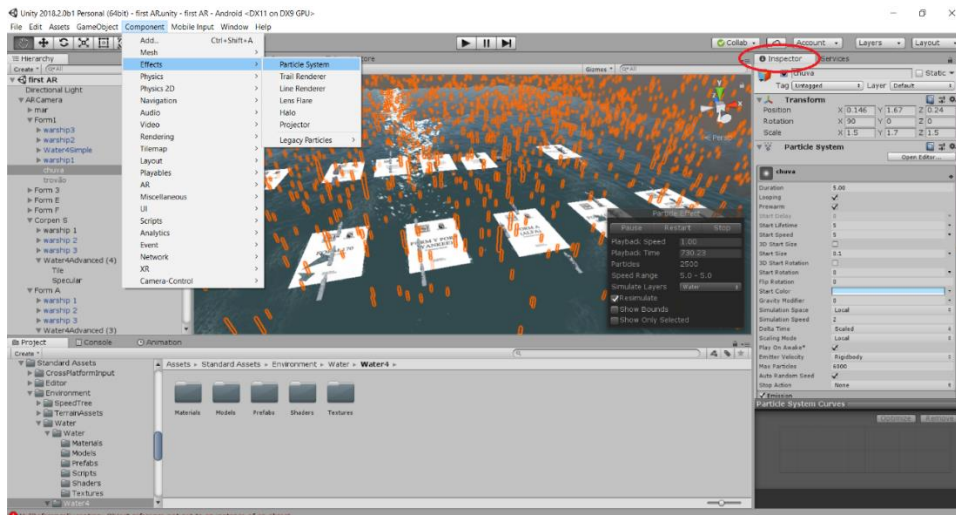 Unity 2018.2.0b1 Personal (64bit) - first AR.unity - first AR - Android <DX11 on DX9 GPU>
File Edit Assets GameObject Component Mobile Input Window Help
Collab
Account
Layers
Layout
Hierarchy
Create
first AR
Directional Light
ARCamera
mar
Form1
warship3
warship2
Water4Simple
warship1
chuva
trovão
Form 3
Form E
Form F
Corpen S
warship 1
warship 2
warship 3
Water4Advanced (4)
Tile
Specular
Form A
warship 1
warship 2
warship 3
Water4Advanced (3)
Add... Ctrl+Shift+A
Mesh
Effects
Physics
Physics 2D
Navigation
Audio
Video
Rendering
Tilemap
Layout
Playables
AR
Miscellaneous
UI
Scripts
Analytics
Event
Network
XR
Camera-Control
Particle System
Trail Renderer
Line Renderer
Lens Flare
Halo
Projector
Legacy Particles
Gizmos
Particle Effect
Pause Restart Stop
Playback Speed 1.00
Playback Time 730.23
Particles 2500
Speed Range 5.0 - 5.0
Simulate Layers Water
Resimulate
Show Bounds
Show Only Selected
Inspector
Services
chuva
Static
Tag Untagged Layer Default
Transform
Position X 0.146 Y 1.67 Z 0.24
Rotation X 90 Y 0 Z 0
Scale X 1.5 Y 1.7 Z 1.5
Particle System
Open Editor...
chuva
Duration 5.00
Looping
Prewarm
Start Delay
Start Lifetime 5
Start Speed 5
3D Start Size
Start Size 0.1
3D Start Rotation
Start Rotation 0
Flip Rotation 0
Start Color
Gravity Modifier 0
Simulation Space Local
Simulation Speed 2
Delta Time Scaled
Scaling Mode Local
Play On Awake*
Emitter Velocity Rigidbody
Max Particles
Auto Random Seed
Stop Action None
Emission
Particle System Curves
Optimize Remove
Project
Console
Animation
Create
Standard Assets
CrossPlatformInput
Editor
Environment
SpeedTree
TerrainAssets
Water
Water
Materials
Models
Prefabs
Scripts
Shaders
Textures
Water4
Assets Standard Assets Environment Water Water4
Materials Models Prefabs Shaders Textures